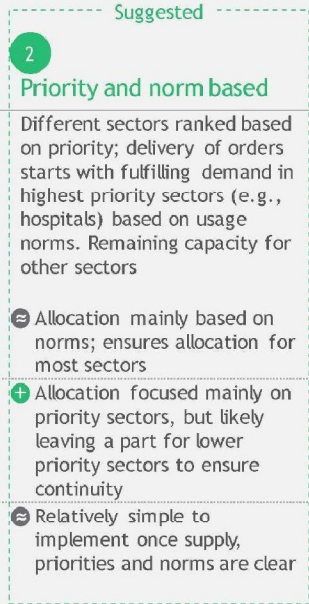 Suggested
2
Priority and norm based
Different sectors ranked based
on priority; delivery of orders
starts with fulfilling demand in
highest priority sectors (e.g.,
hospitals) based on usage
norms. Remaining capacity for
other sectors
≈ Allocation mainly based on
norms; ensures allocation for
most sectors
+ Allocation focused mainly on
priority sectors, but likely
leaving a part for lower
priority sectors to ensure
continuity
≈ Relatively simple to
implement once supply,
priorities and norms are clear